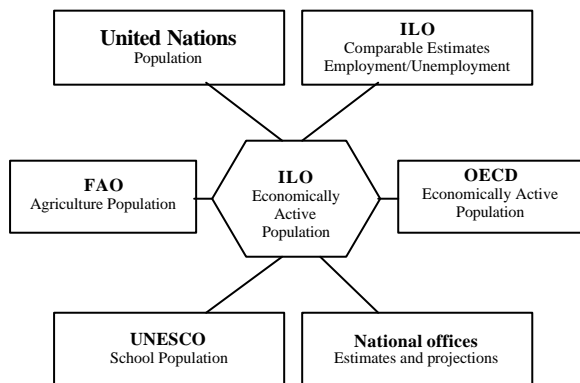 United Nations
Population
ILO
Comparable Estimates
Employment/Unemployment
FAO
Agriculture Population
ILO
Economically
Active
Population
OECD
Economically Active
Population
UNESCO
School Population
National offices
Estimates and projections